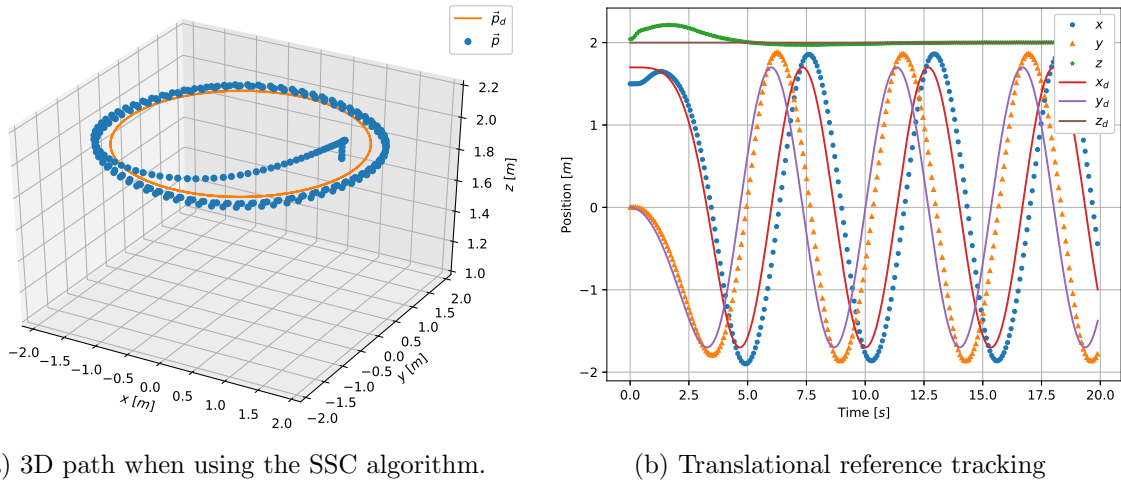 p⃗_d
p⃗
2.2
2.0
1.8
1.6
1.4
1.2
1.0
z [m]
−2.0
−1.5
−1.0
−0.5
0.0
0.5
1.0
1.5
2.0
x [m]
−2.0
−1.5
−1.0
−0.5
0.0
0.5
1.0
1.5
2.0
y [m]
) 3D path when using the SSC algorithm.
x
y
z
x_d
y_d
z_d
2
1
0
−1
−2
Position [m]
0.0 2.5 5.0 7.5 10.0 12.5 15.0 17.5 20.0
Time [s]
(b) Translational reference tracking